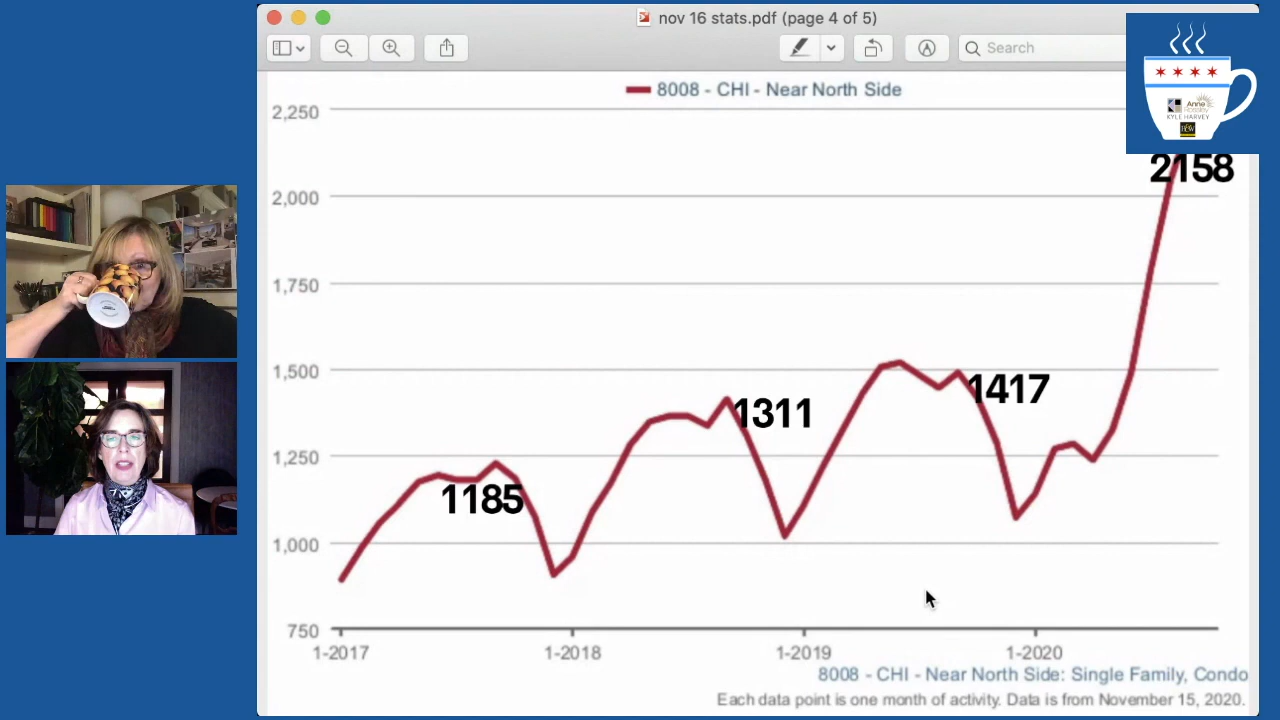 nov 16 stats.pdf (page 4 of 5)
Search
Anne
KYLE HARVEY
8008 - CHI - Near North Side
2,250
2,000
1,750
1,500
1,250
1,000
750
2158
1417
1311
1185
1-2017
1-2018
1-2019
1-2020
8008 - CHI - Near North Side: Single Family, Condo
Each data point is one month of activity. Data is from November 15, 2020.